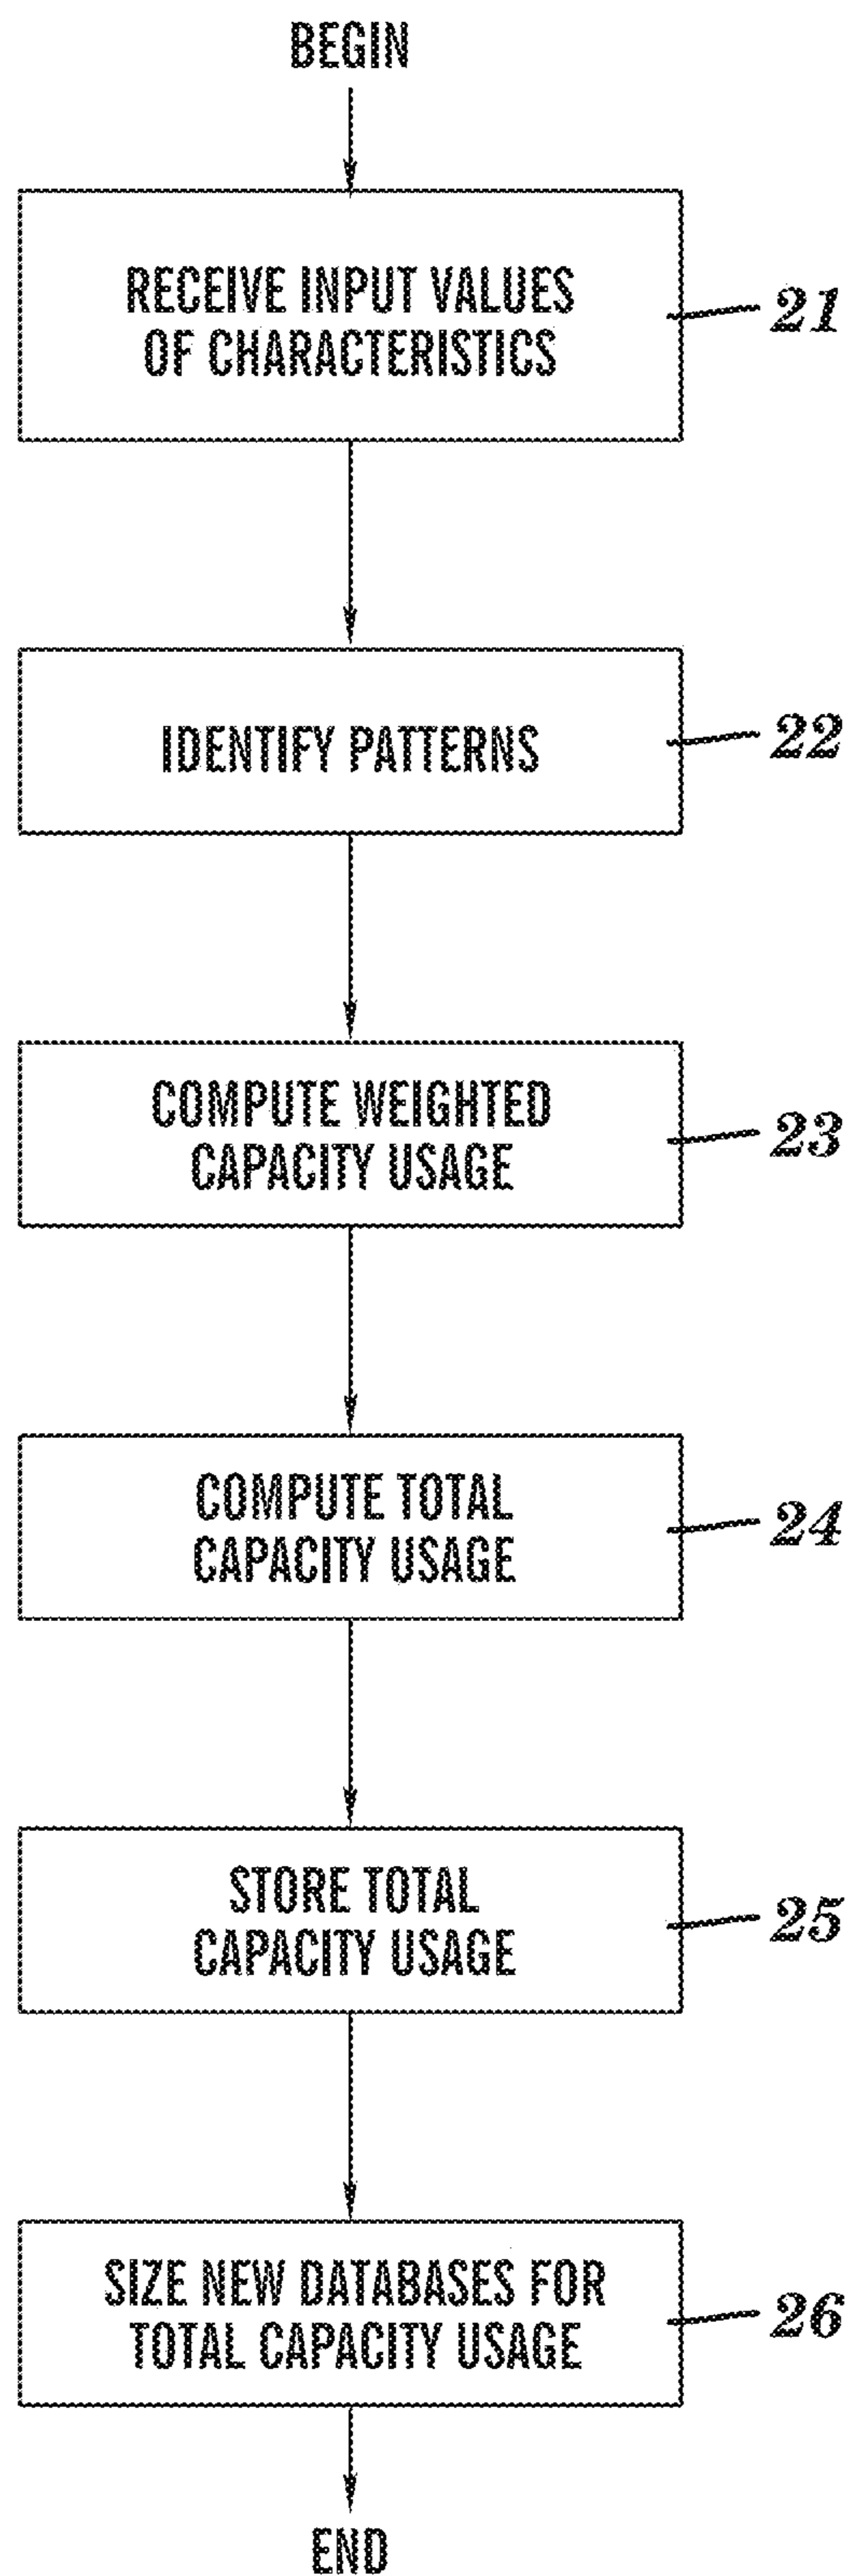 BEGIN
RECEIVE INPUT VALUES
OF CHARACTERISTICS
21
IDENTIFY PATTERNS
22
COMPUTE WEIGHTED
CAPACITY USAGE
23
COMPUTE TOTAL
CAPACITY USAGE
24
STORE TOTAL
CAPACITY USAGE
25
SIZE NEW DATABASES FOR
TOTAL CAPACITY USAGE
26
END